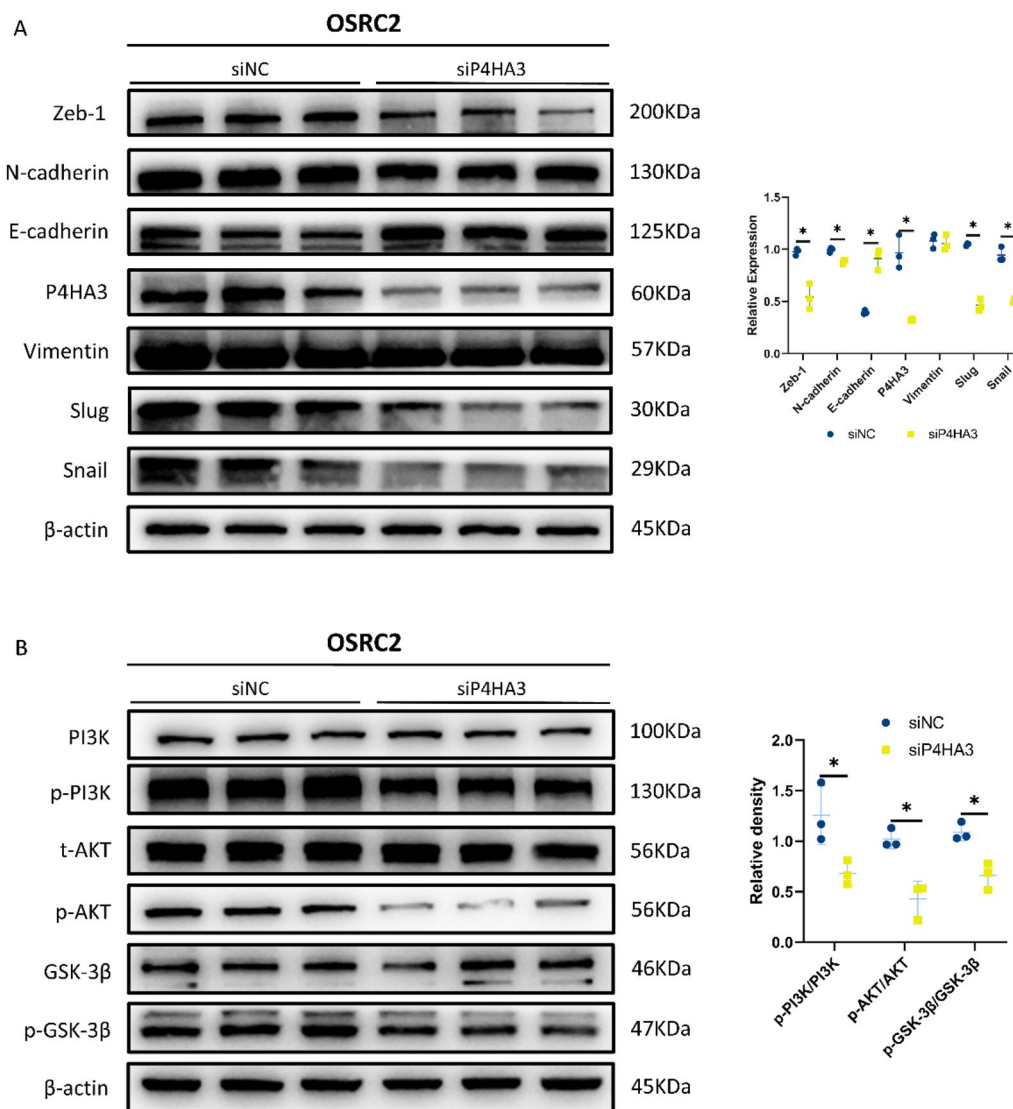 A
OSRC2
siNC siP4HA3
Zeb-1 200KDa
N-cadherin 130KDa
E-cadherin 125KDa
P4HA3 60KDa
Vimentin 57KDa
Slug 30KDa
Snail 29KDa
β-actin 45KDa
Relative Expression
1.5
1.0
0.5
0.0
* * * * * *
Zeb-1 N-cadherin E-cadherin P4HA3 Vimentin Slug Snail
siNC siP4HA3
B
OSRC2
siNC siP4HA3
PI3K 100KDa
p-PI3K 130KDa
t-AKT 56KDa
p-AKT 56KDa
GSK-3β 46KDa
p-GSK-3β 47KDa
β-actin 45KDa
siNC
siP4HA3
Relative density
2.0
1.5
1.0
0.5
0.0
* * *
p-PI3K/PI3K p-AKT/AKT p-GSK-3β/GSK-3β